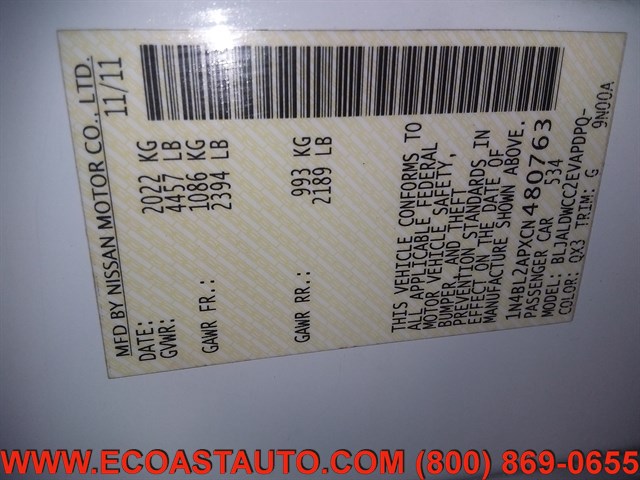 MFD BY NISSAN MOTOR CO., LTD.
DATE: 11/11
GVWR: 2022 KG
4457 LB
GAWR FR.: 1086 KG
2394 LB
GAWR RR.: 993 KG
2189 LB
THIS VEHICLE CONFORMS TO
ALL APPLICABLE FEDERAL
MOTOR VEHICLE SAFETY,
BUMPER, AND THEFT
PREVENTION STANDARDS IN
EFFECT ON THE DATE OF
MANUFACTURE SHOWN ABOVE.
1N4BL2APXCN480763
PASSENGER CAR 534
MODEL: BLJALDWCC2EVAPDPQ-
COLOR: QX3 TRIM: G 9N00A
WWW.ECOASTAUTO.COM (800) 869-0655